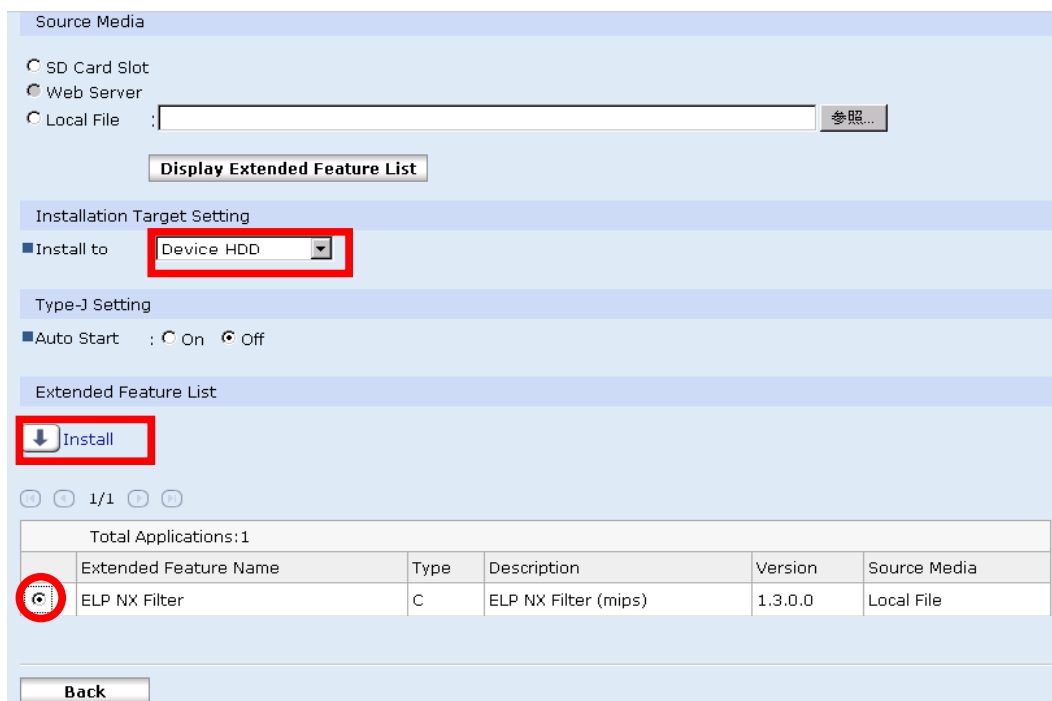 Source Media
SD Card Slot
Web Server
Local File :
参照...
Display Extended Feature List
Installation Target Setting
Install to Device HDD
Type-J Setting
Auto Start : On Off
Extended Feature List
Install
1/1
Total Applications:1
Extended Feature Name Type Description Version Source Media
ELP NX Filter C ELP NX Filter (mips) 1.3.0.0 Local File
Back